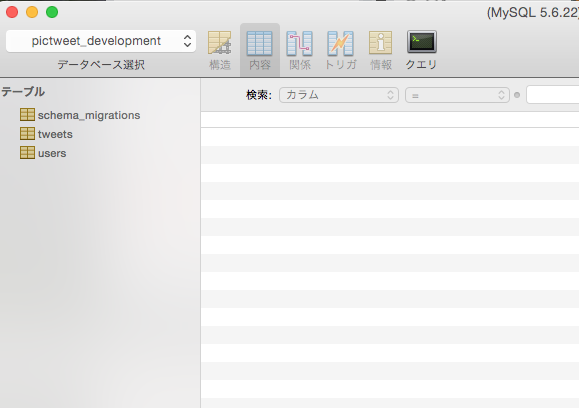 (MySQL 5.6.22)
pictweet_development
データベース選択
構造
内容
関係
トリガ
情報
クエリ
テーブル
schema_migrations
tweets
users
検索: カラム =